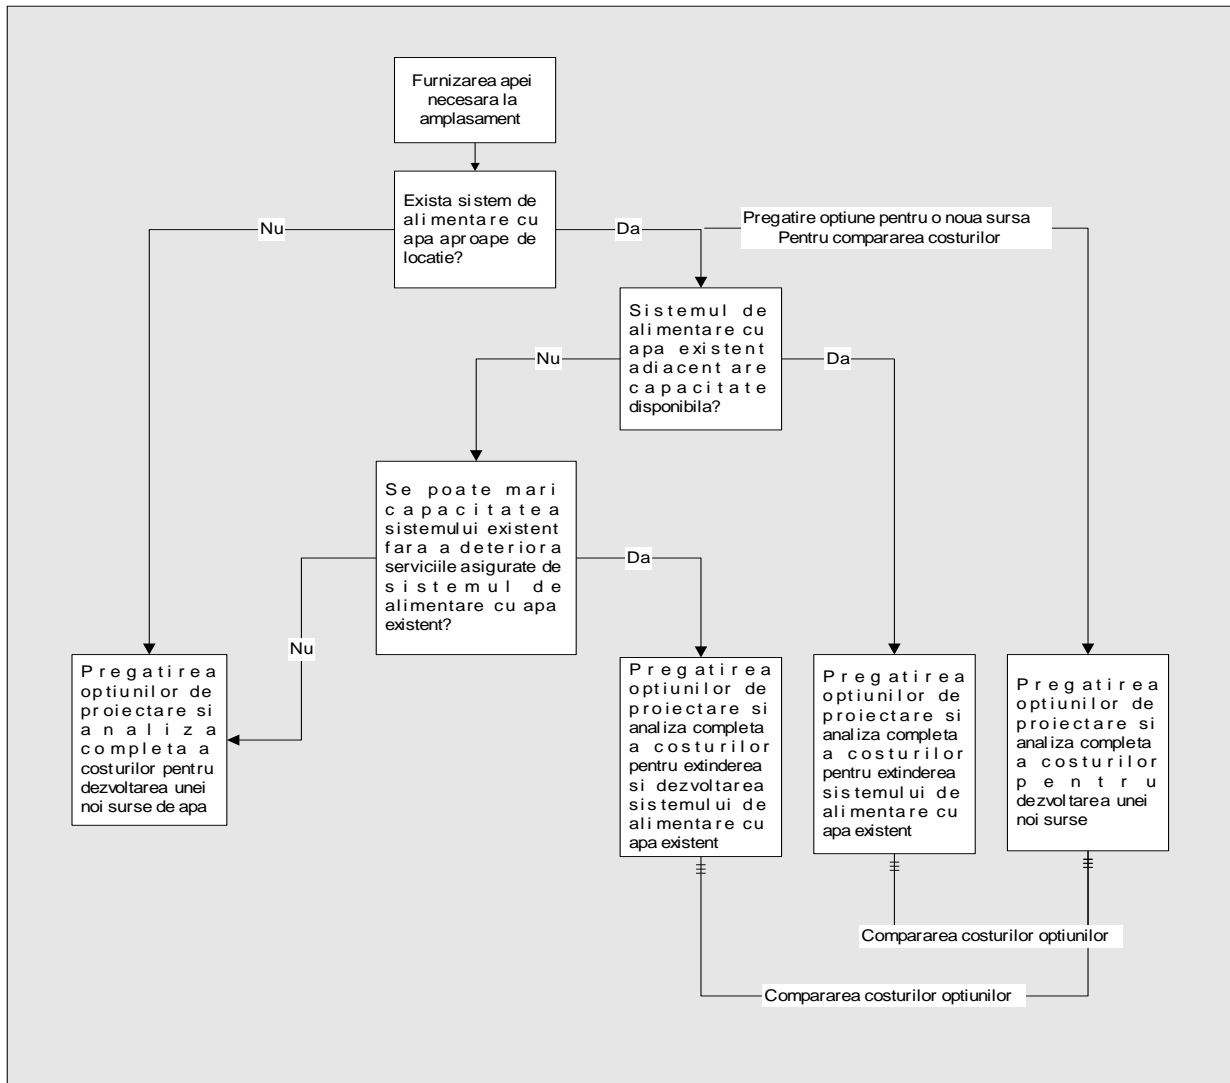 Furnizarea apei
necesara la
amplasament
Exista sistem de
alimentare cu
apa aproape de
locatie?
Nu
Da
Pregatire optiune pentru o noua sursa
Pentru compararea costurilor
Sistemul de
alimentare cu
apa existent
adiacent are
capacitate
disponibila?
Nu
Da
Se poate mari
capacitatea
sistemului existent
fara a deteriora
serviciile asigurate de
sistemul de
alimentare cu apa
existent?
Da
Nu
Pregatirea
optiunilor de
proiectare si
analiza
completa a
costurilor pentru
dezvoltarea unei
noi surse de apa
Pregatirea
optiunilor de
proiectare si
analiza completa
a costurilor
pentru extinderea
si dezvoltarea
sistemului de
alimentare cu
apa existent
Pregatirea
optiunilor de
proiectare si
analiza completa
a costurilor
pentru extinderea
sistemului de
alimentare cu
apa existent
Pregatirea
optiunilor de
proiectare si
analiza completa
a costurilor
pentru
dezvoltarea unei
noi surse
Compararea costurilor optiunilor
Compararea costurilor optiunilor